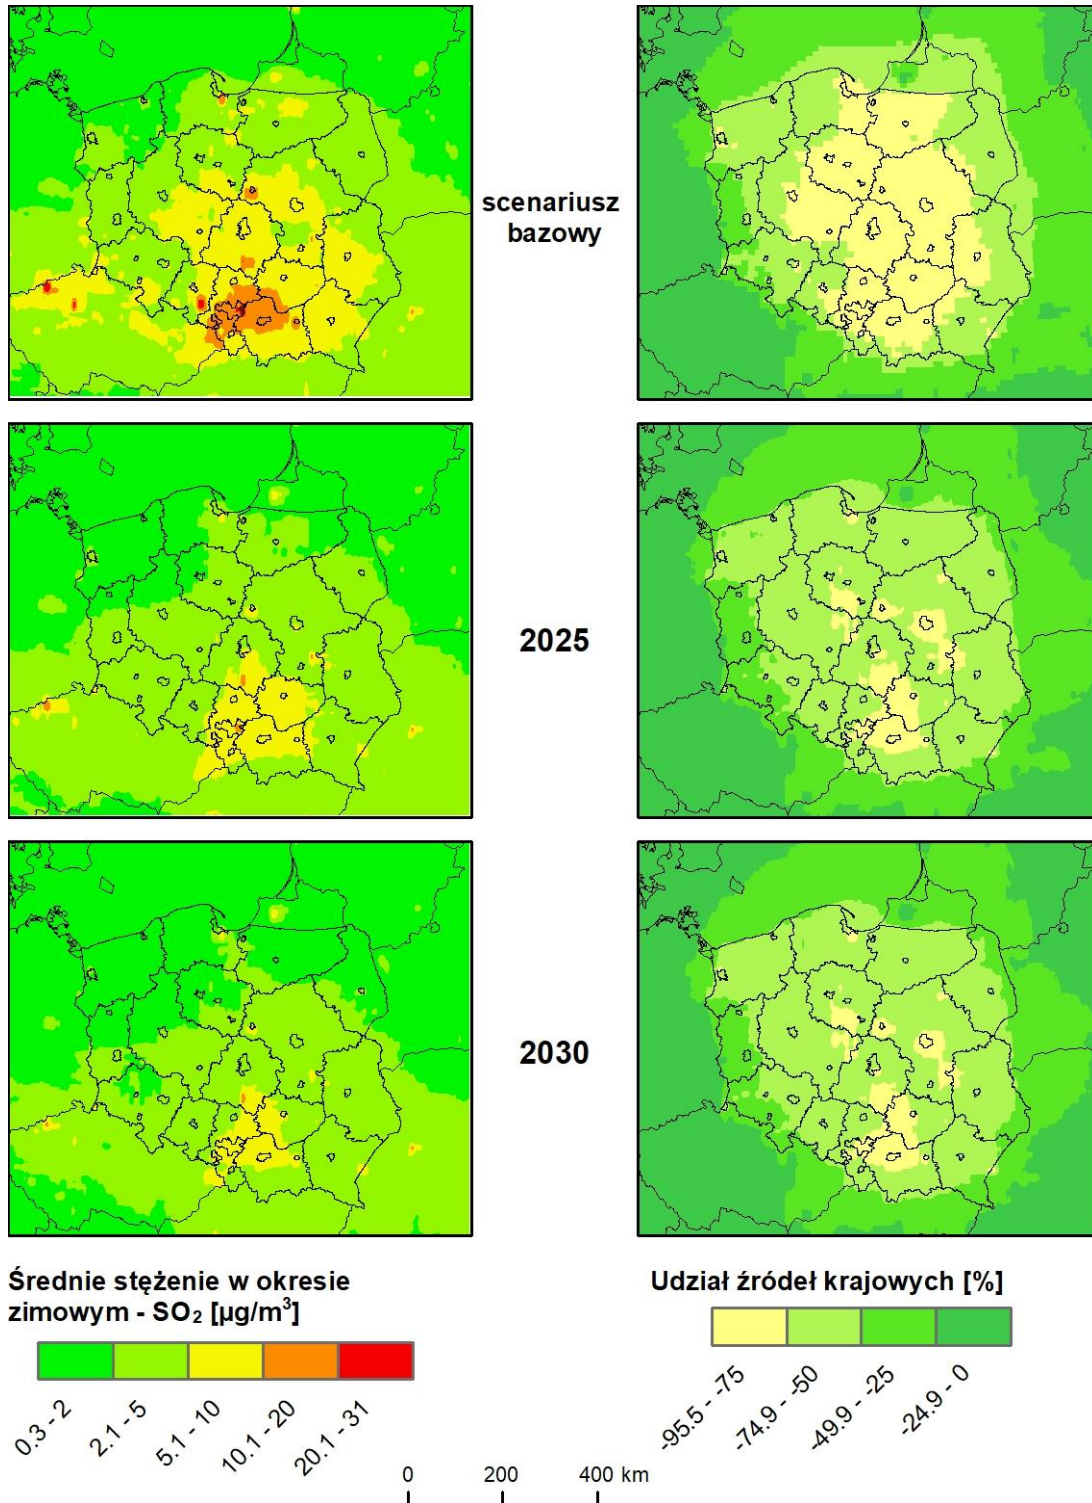 scenariusz
bazowy
2025
2030
Średnie stężenie w okresie
zimowym - SO₂ [µg/m³]
0.3 - 2
2.1 - 5
5.1 - 10
10.1 - 20
20.1 - 31
Udział źródeł krajowych [%]
-95.5 - -75
-74.9 - -50
-49.9 - -25
-24.9 - 0
0 200 400 km